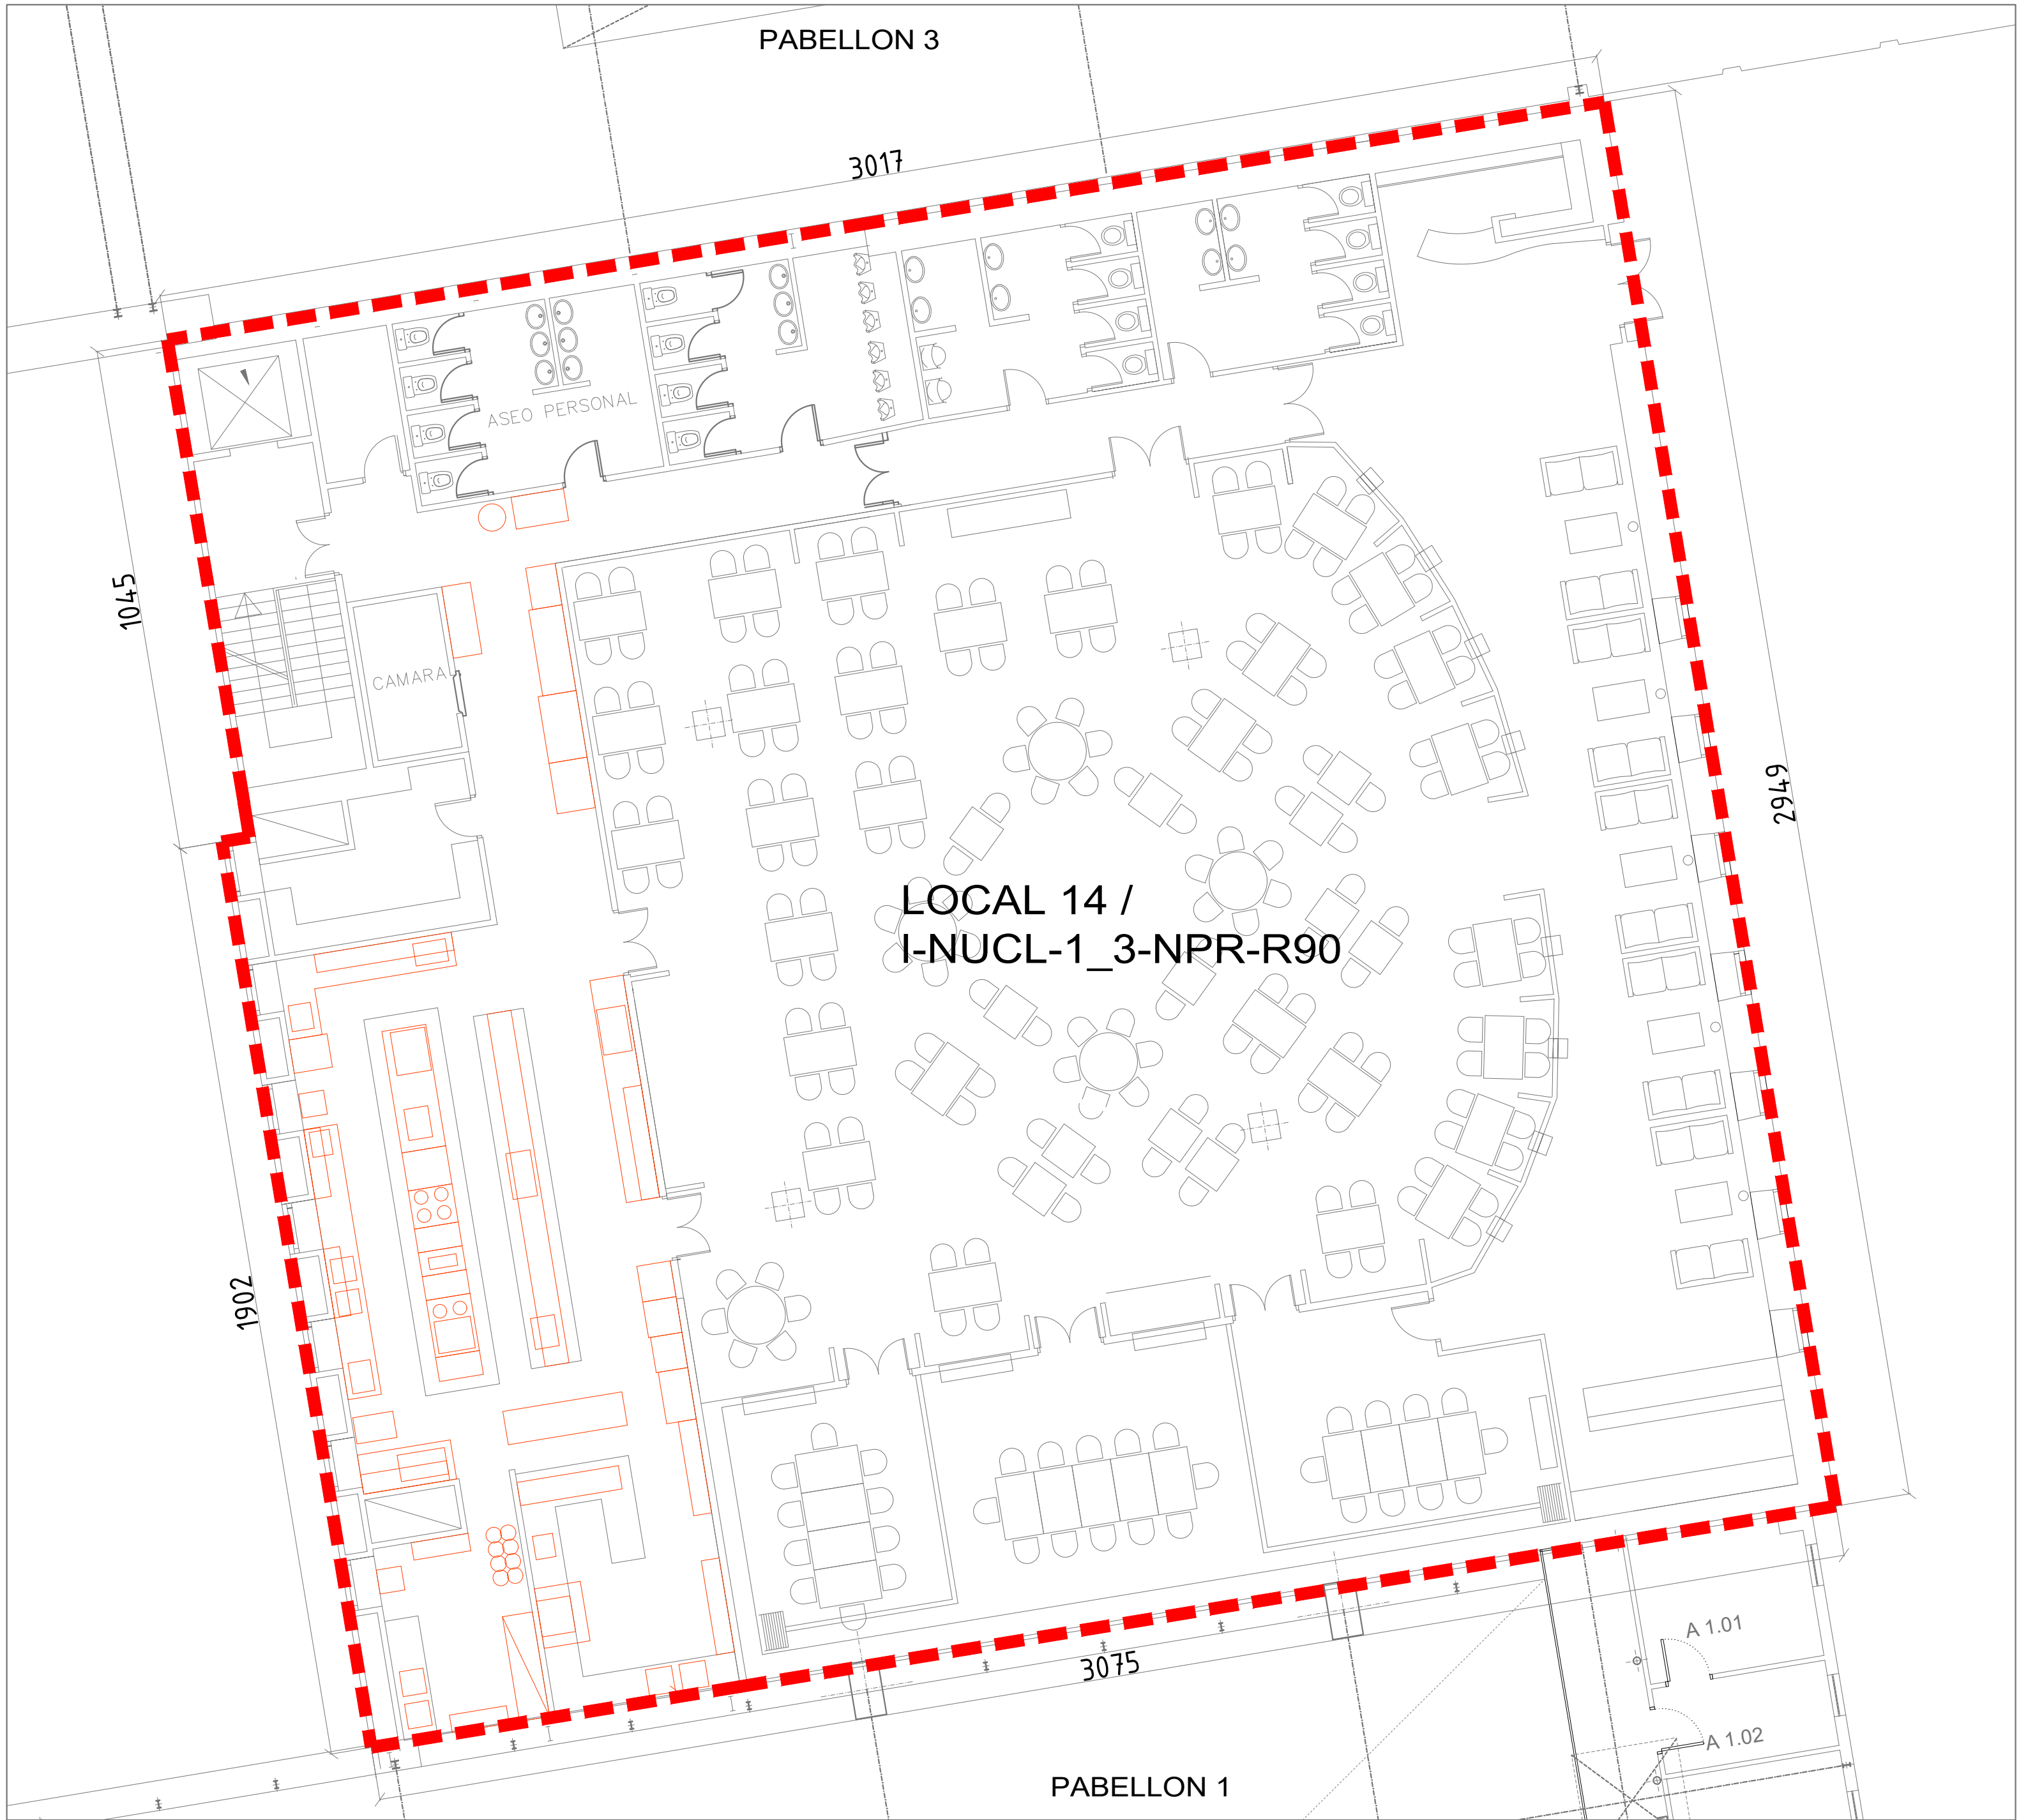 PABELLON 3
3017
ASEO PERSONAL
1045
CAMARA
2949
LOCAL 14 /
I-NUCL-1_3-NPR-R90
1902
A 1.01
3075
A 1.02
PABELLON 1